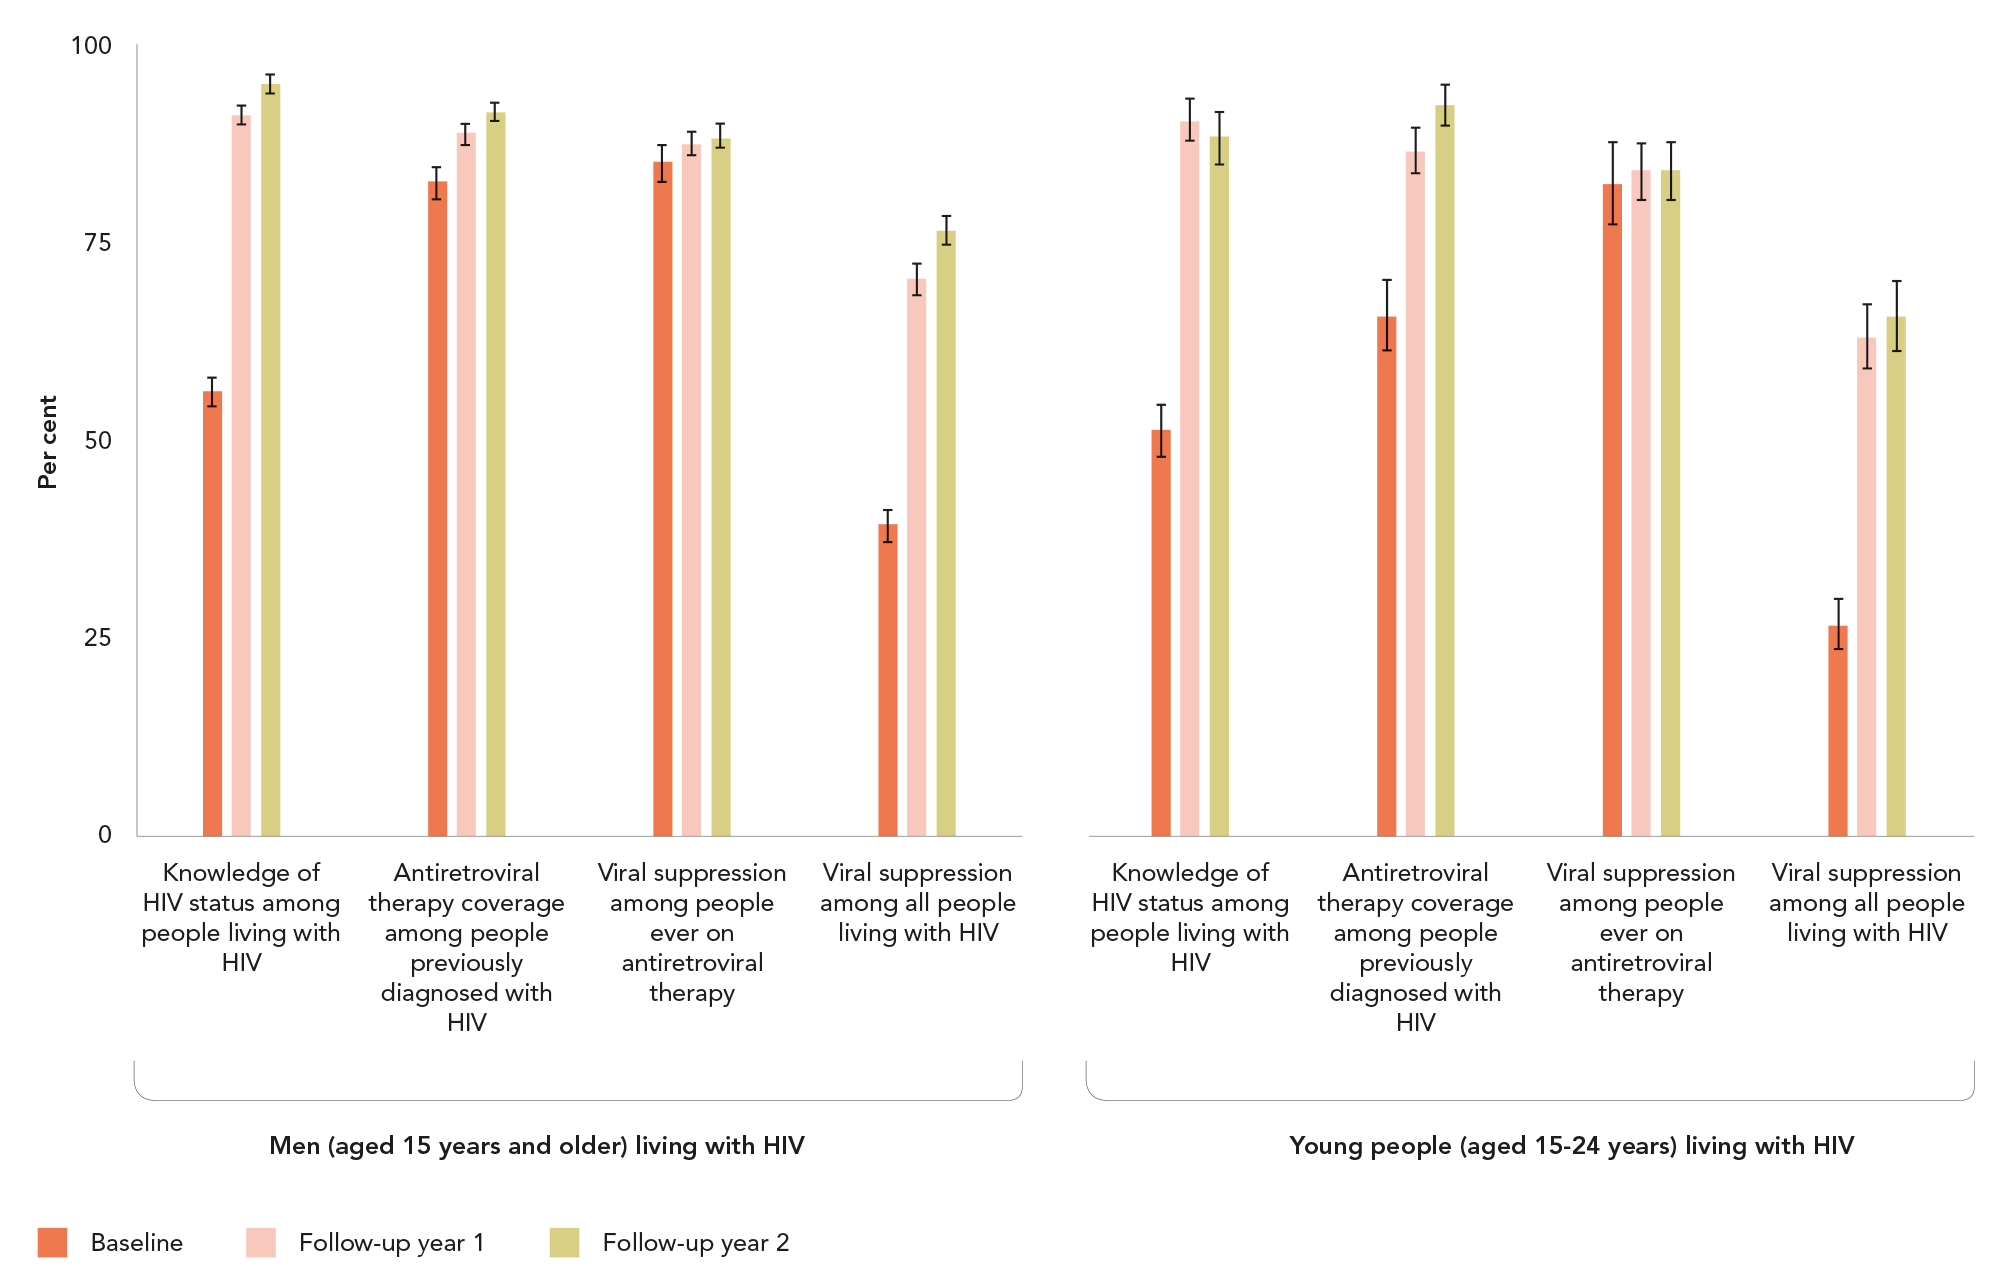 100
75
50
25
0
Per cent
Knowledge of
HIV status among
people living with
HIV
Antiretroviral
therapy coverage
among people
previously
diagnosed with
HIV
Viral suppression
among people
ever on
antiretroviral
therapy
Viral suppression
among all people
living with HIV
Knowledge of
HIV status among
people living with
HIV
Antiretroviral
therapy coverage
among people
previously
diagnosed with
HIV
Viral suppression
among people
ever on
antiretroviral
therapy
Viral suppression
among all people
living with HIV
Men (aged 15 years and older) living with HIV
Young people (aged 15-24 years) living with HIV
Baseline
Follow-up year 1
Follow-up year 2